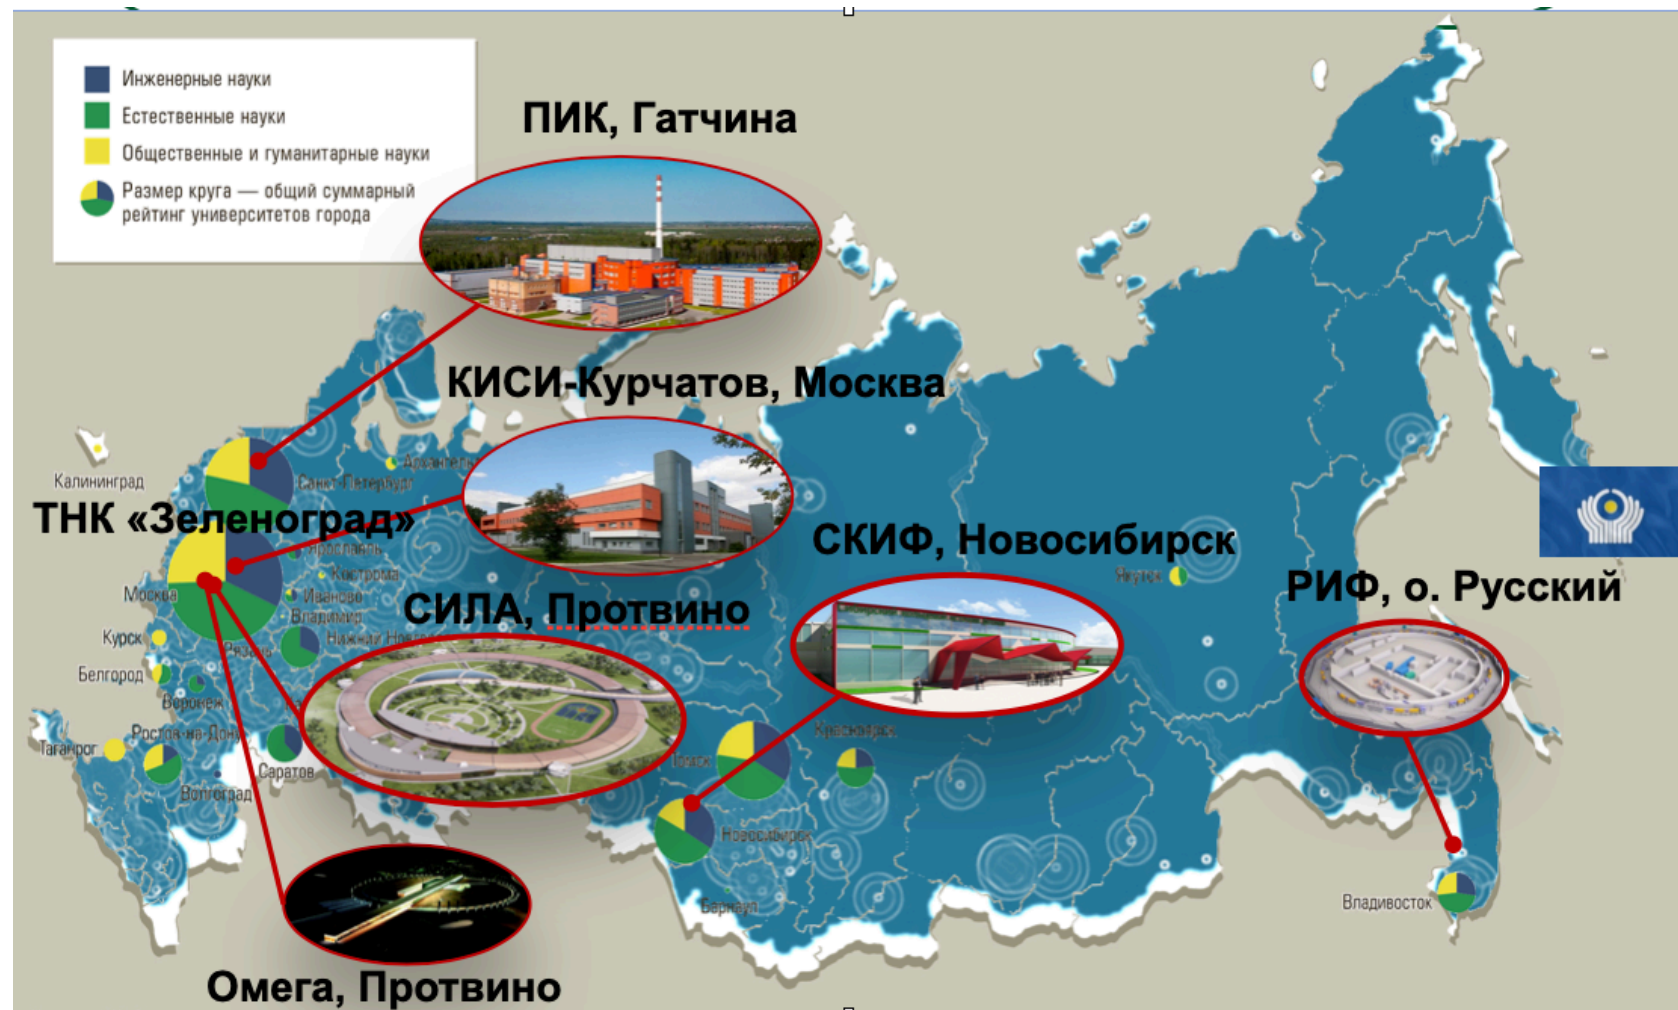 Инженерные науки
Естественные науки
Общественные и гуманитарные науки
Размер круга — общий суммарный
рейтинг университетов города
ПИК, Гатчина
КИСИ-Курчатов, Москва
Калининград
Санкт-Петербург
ТНК «Зеленоград»
СКИФ, Новосибирск
Ярославль
Кострома
Якутск
РИФ, о. Русский
Москва
Иваново
СИЛА, Протвино
Владимир
Курск
Рязань
Белгород
Воронеж
Таганрог
Ростов-на-Дону
Саратов
Волгоград
Томск
Красноярск
Новосибирск
Барнаул
Владивосток
Омега, Протвино